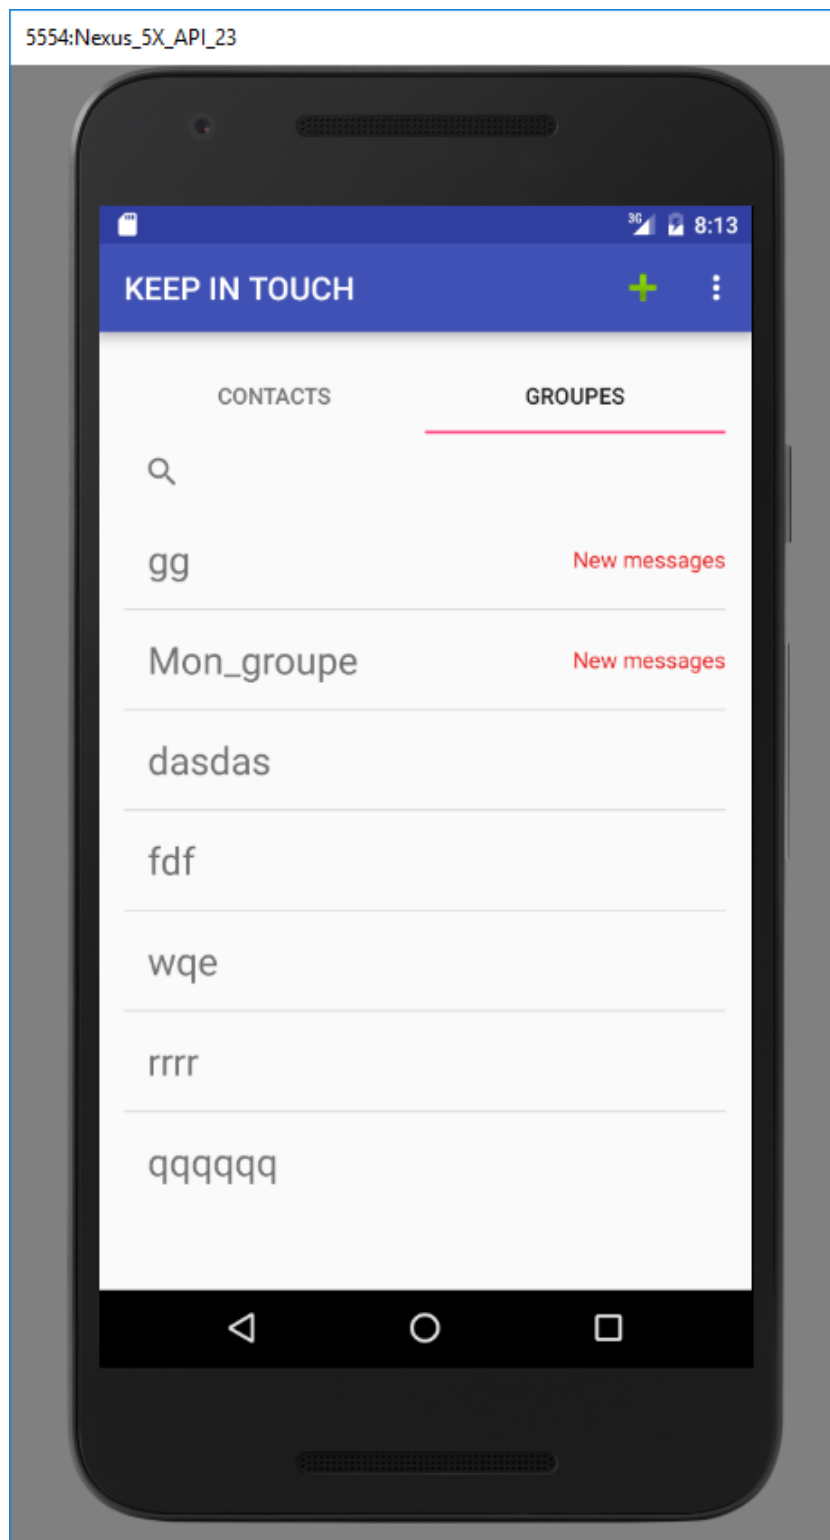 5554:Nexus_5X_API_23
3G 8:13
KEEP IN TOUCH
CONTACTS GROUPES
gg New messages
Mon_groupe New messages
dasdas
fdf
wqe
rrrr
qqqqqq